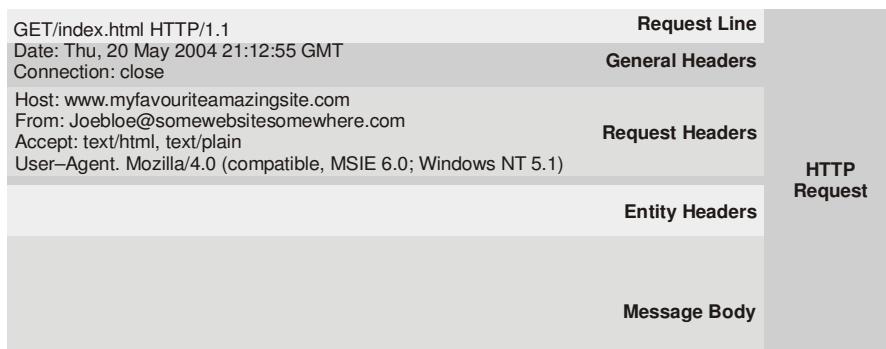 GET/index.html HTTP/1.1
Request Line
Date: Thu, 20 May 2004 21:12:55 GMT
Connection: close
General Headers
Host: www.myfavouriteamazingsite.com
From: Joebloe@somewebsitesomewhere.com
Accept: text/html, text/plain
User–Agent. Mozilla/4.0 (compatible, MSIE 6.0; Windows NT 5.1)
Request Headers
Entity Headers
Message Body
HTTP
Request